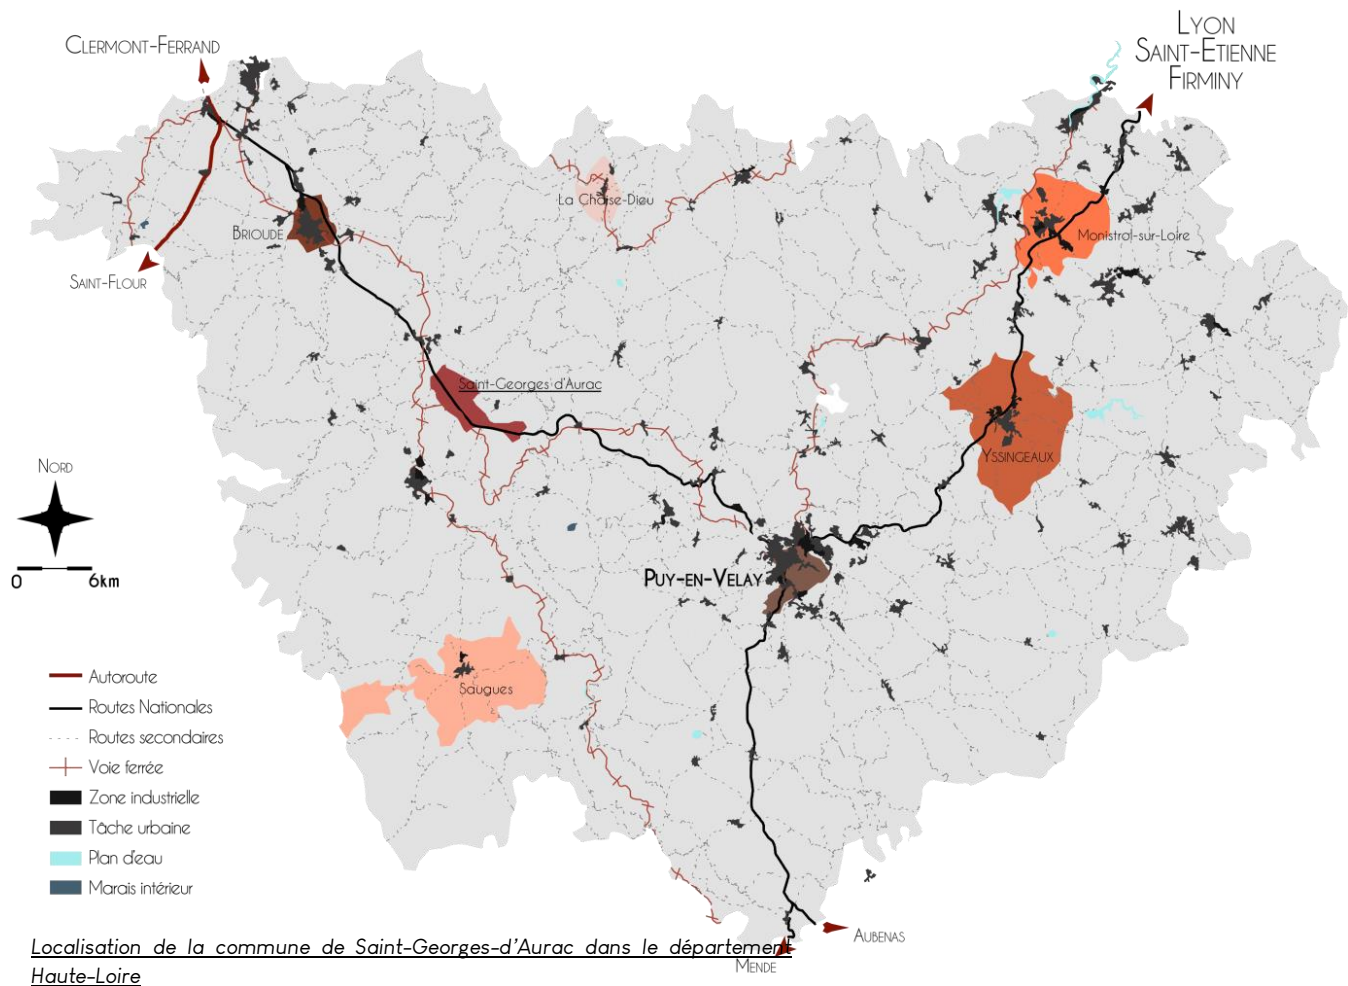 CLERMONT-FERRAND
LYON
SAINT-ETIENNE
FIRMINY
La Chaise-Dieu
BRIOUDE
Monistrol-sur-Loire
SAINT-FLOUR
Saint-Georges d'Aurac
YSSINGEAUX
NORD
0 6km
PUY-EN-VELAY
Saugues
Autoroute
Routes Nationales
Routes secondaires
Voie ferrée
Zone industrielle
Tâche urbaine
Plan d'eau
Marais intérieur
AUBENAS
Localisation de la commune de Saint-Georges-d'Aurac dans le département
Haute-Loire
MENDE